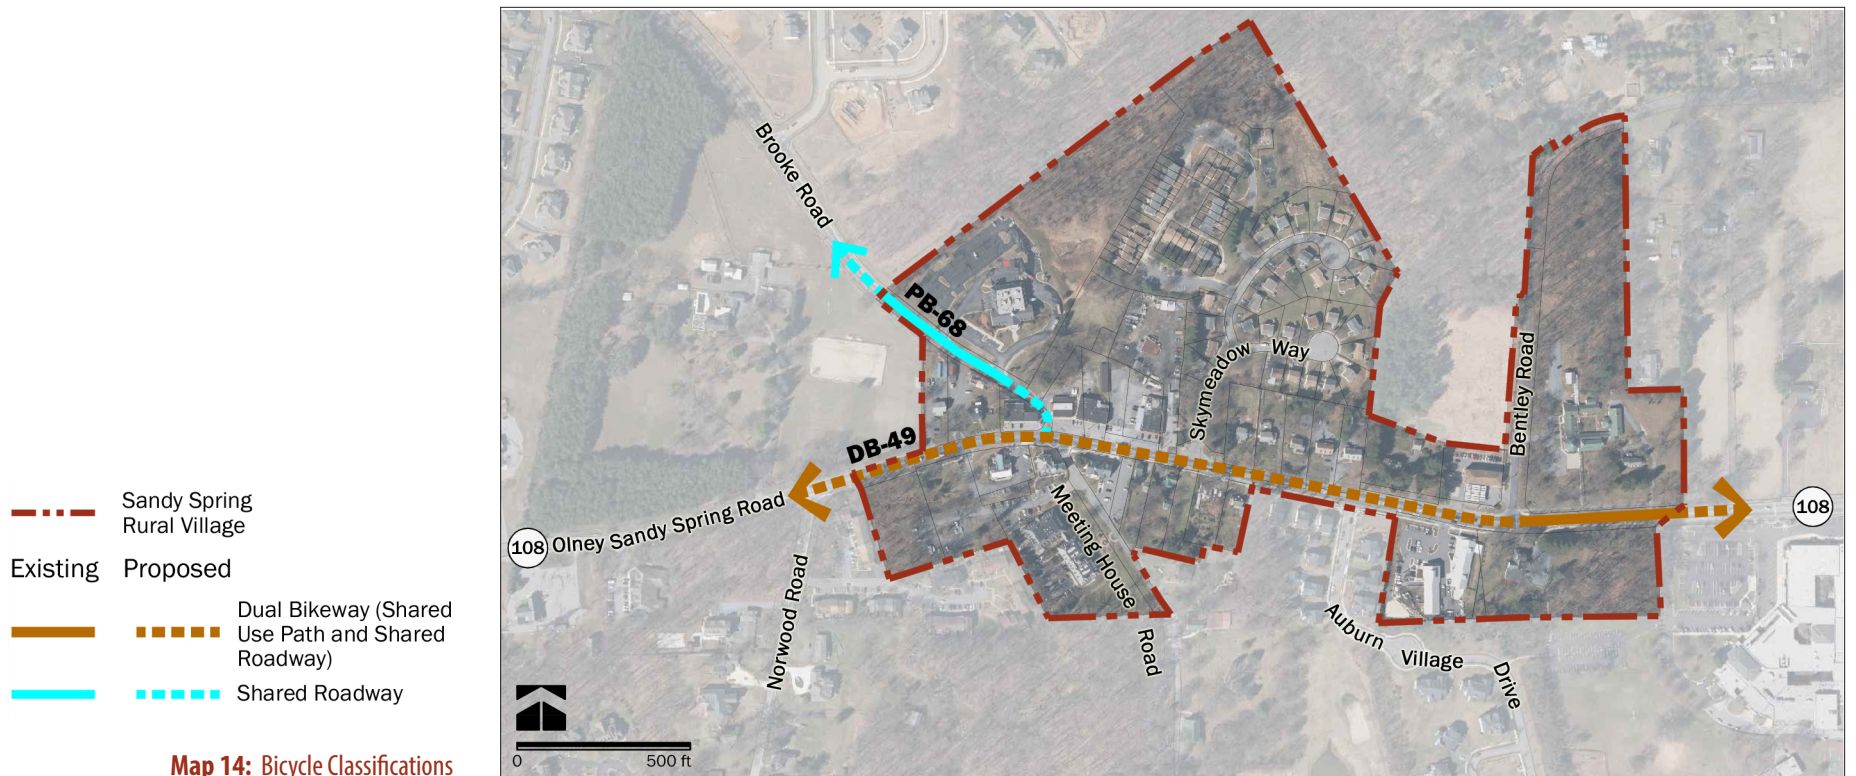 Sandy Spring
Rural Village
Existing Proposed
Dual Bikeway (Shared
Use Path and Shared
Roadway)
Shared Roadway
Map 14: Bicycle Classifications
Brooke Road
PB-68
DB-49
Skymeadow Way
Bentley Road
108 Olney Sandy Spring Road
108
Meeting House Road
Norwood Road
Auburn Village Drive
0 500 ft